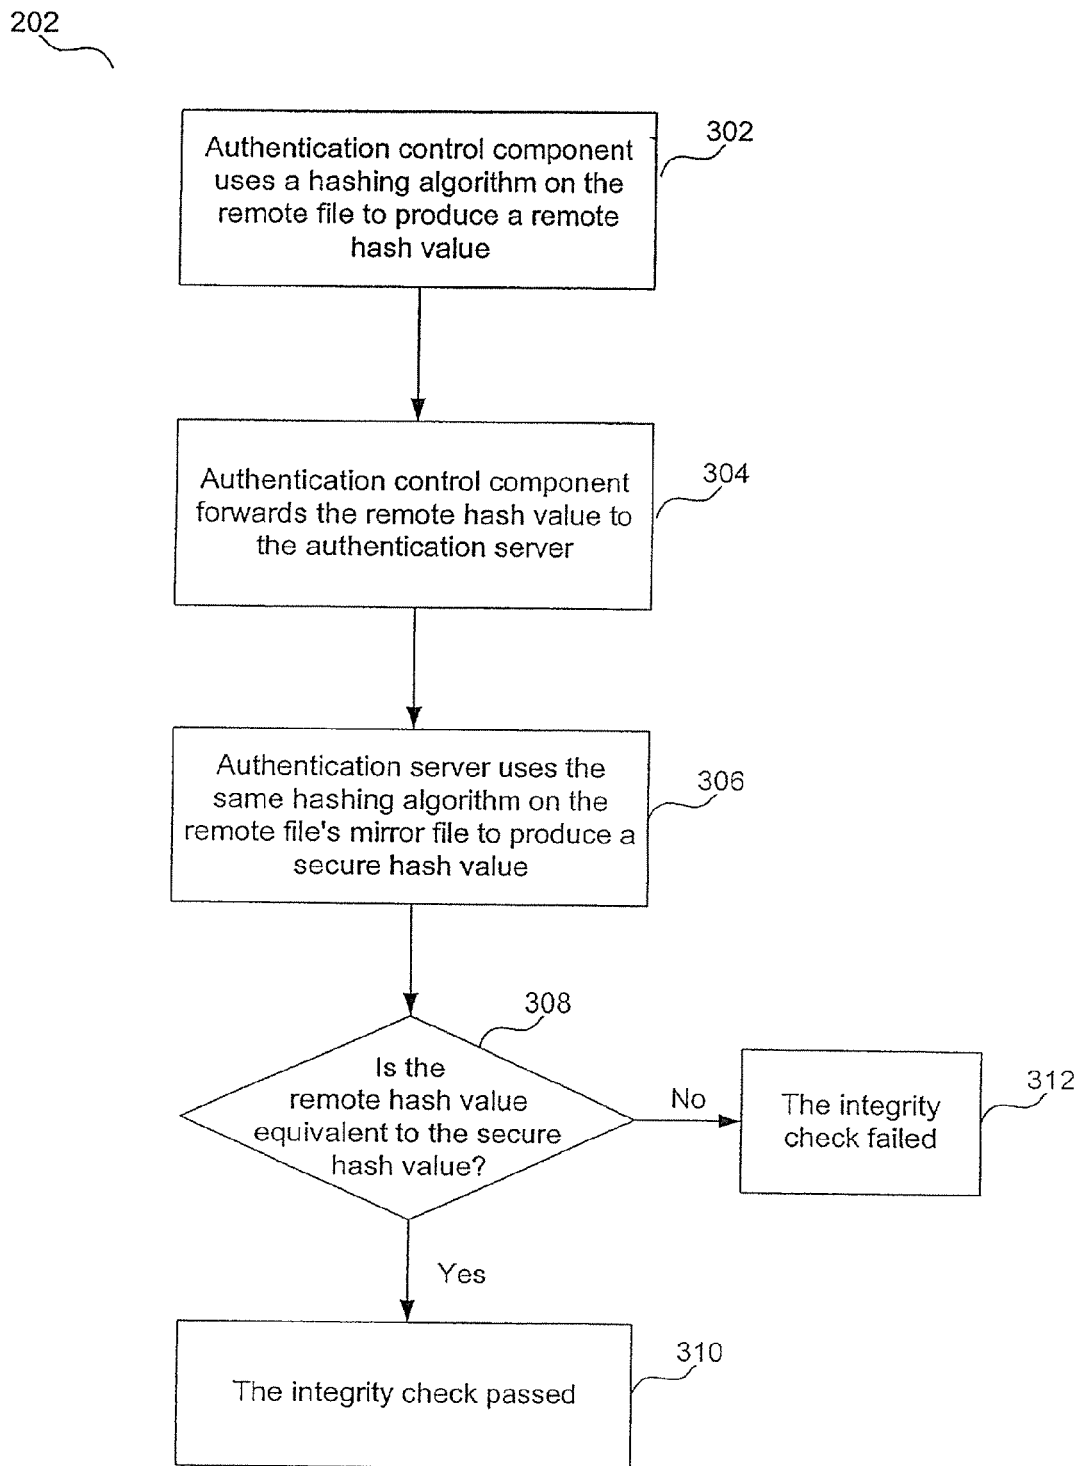 202
Authentication control component
uses a hashing algorithm on the
remote file to produce a remote
hash value
302
Authentication control component
forwards the remote hash value to
the authentication server
304
Authentication server uses the
same hashing algorithm on the
remote file's mirror file to produce a
secure hash value
306
308
Is the
remote hash value
equivalent to the secure
hash value?
No
The integrity
check failed
312
Yes
The integrity check passed
310